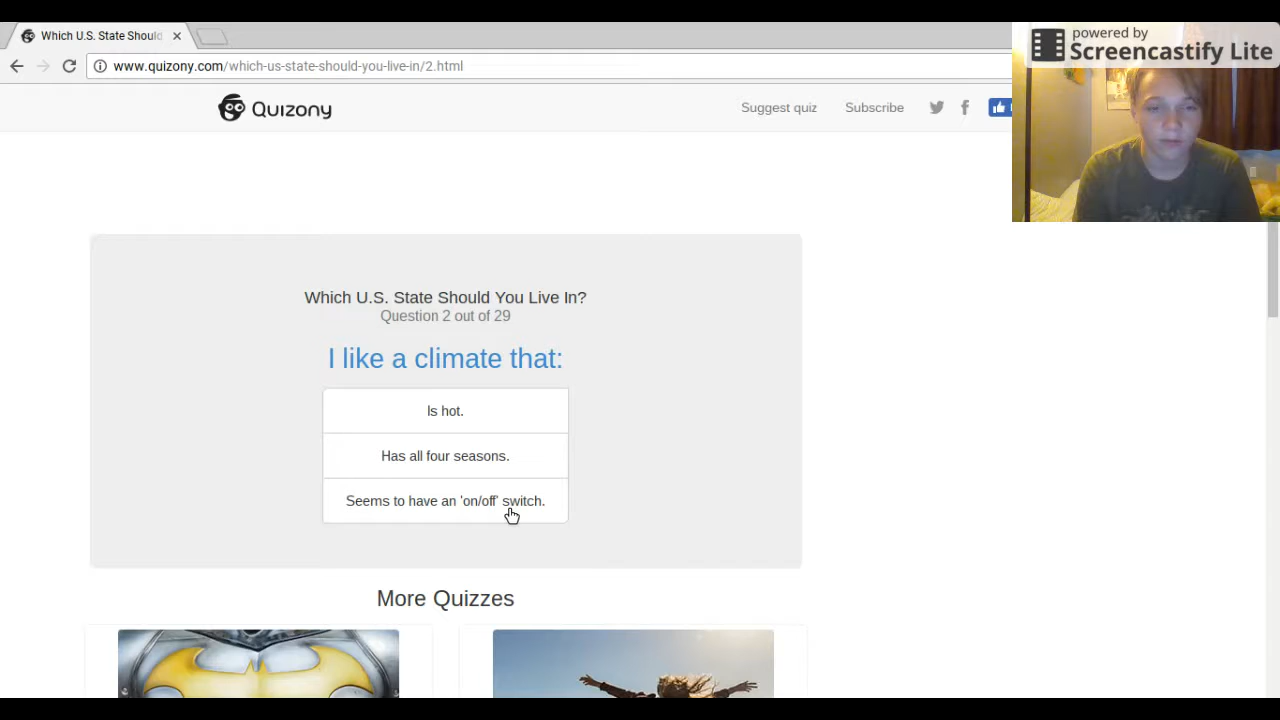 Which U.S. State Should
www.quizony.com/which-us-state-should-you-live-in/2.html
powered by
Screencastify Lite
Quizony
Suggest quiz
Subscribe
Which U.S. State Should You Live In?
Question 2 out of 29
I like a climate that:
Is hot.
Has all four seasons.
Seems to have an 'on/off' switch.
More Quizzes